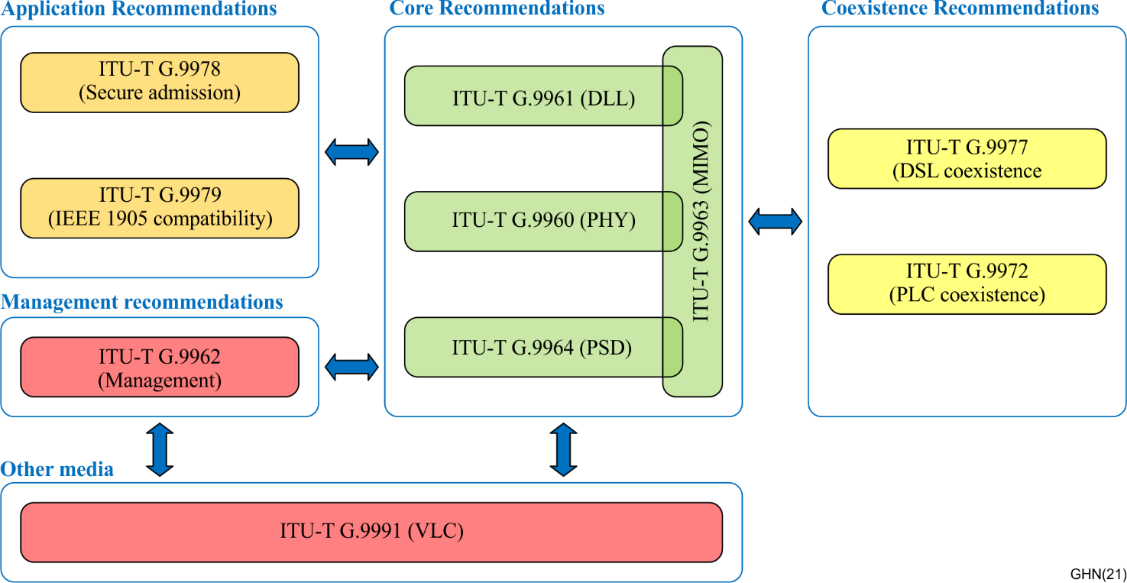 Application Recommendations
ITU-T G.9978
(Secure admission)
ITU-T G.9979
(IEEE 1905 compatibility)
Management recommendations
ITU-T G.9962
(Management)
Core Recommendations
ITU-T G.9961 (DLL)
ITU-T G.9960 (PHY)
ITU-T G.9964 (PSD)
ITU-T G.9963 (MIMO)
Coexistence Recommendations
ITU-T G.9977
(DSL coexistence
ITU-T G.9972
(PLC coexistence)
Other media
ITU-T G.9991 (VLC)
GHN(21)